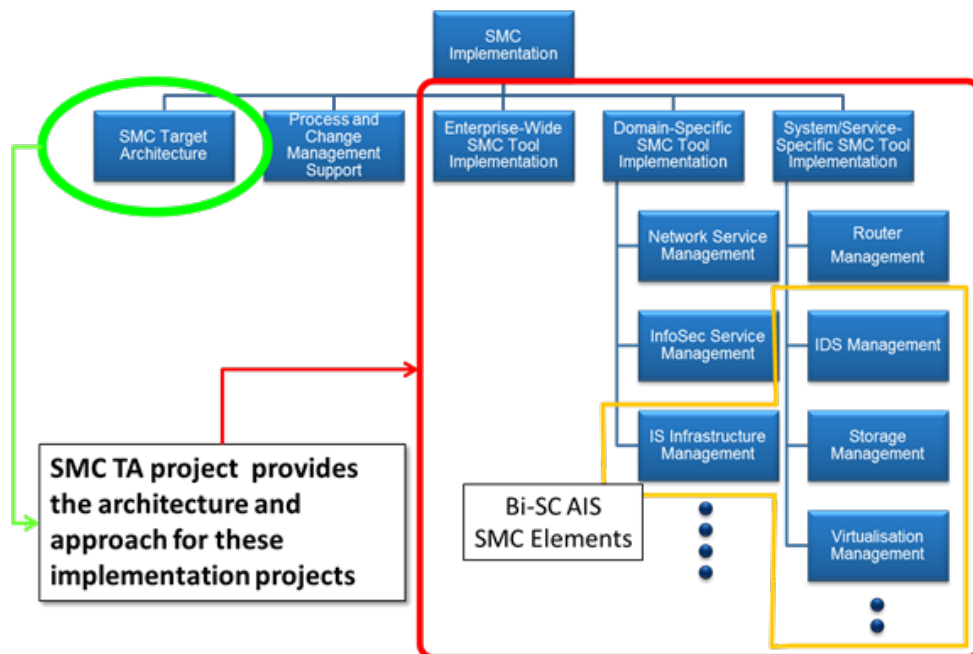 SMC
Implementation
SMC Target
Architecture
Process and
Change
Management
Support
Enterprise-Wide
SMC Tool
Implementation
Domain-Specific
SMC Tool
Implementation
System/Service-
Specific SMC Tool
Implementation
Network Service
Management
Router
Management
InfoSec Service
Management
IDS Management
IS Infrastructure
Management
Storage
Management
Virtualisation
Management
SMC TA project provides
the architecture and
approach for these
implementation projects
Bi-SC AIS
SMC Elements